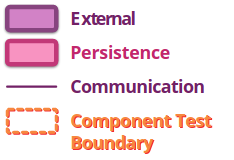 External
Persistence
Communication
Component Test
Boundary